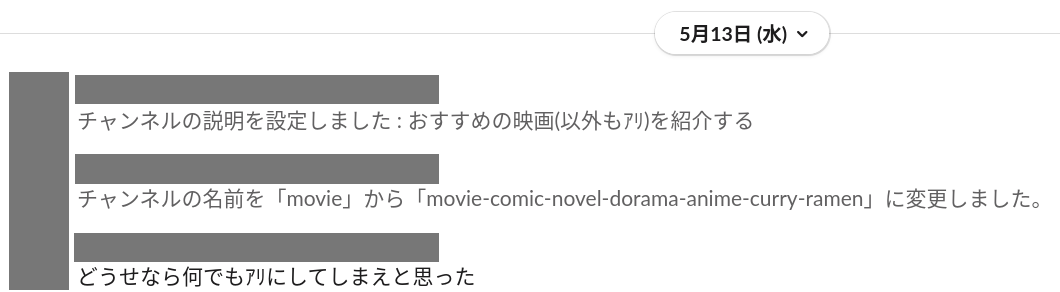 5月13日 (水)
チャンネルの説明を設定しました : おすすめの映画(以外もｱﾘ)を紹介する
チャンネルの名前を「movie」から「movie-comic-novel-dorama-anime-curry-ramen」に変更しました。
どうせなら何でもｱﾘにしてしまえと思った